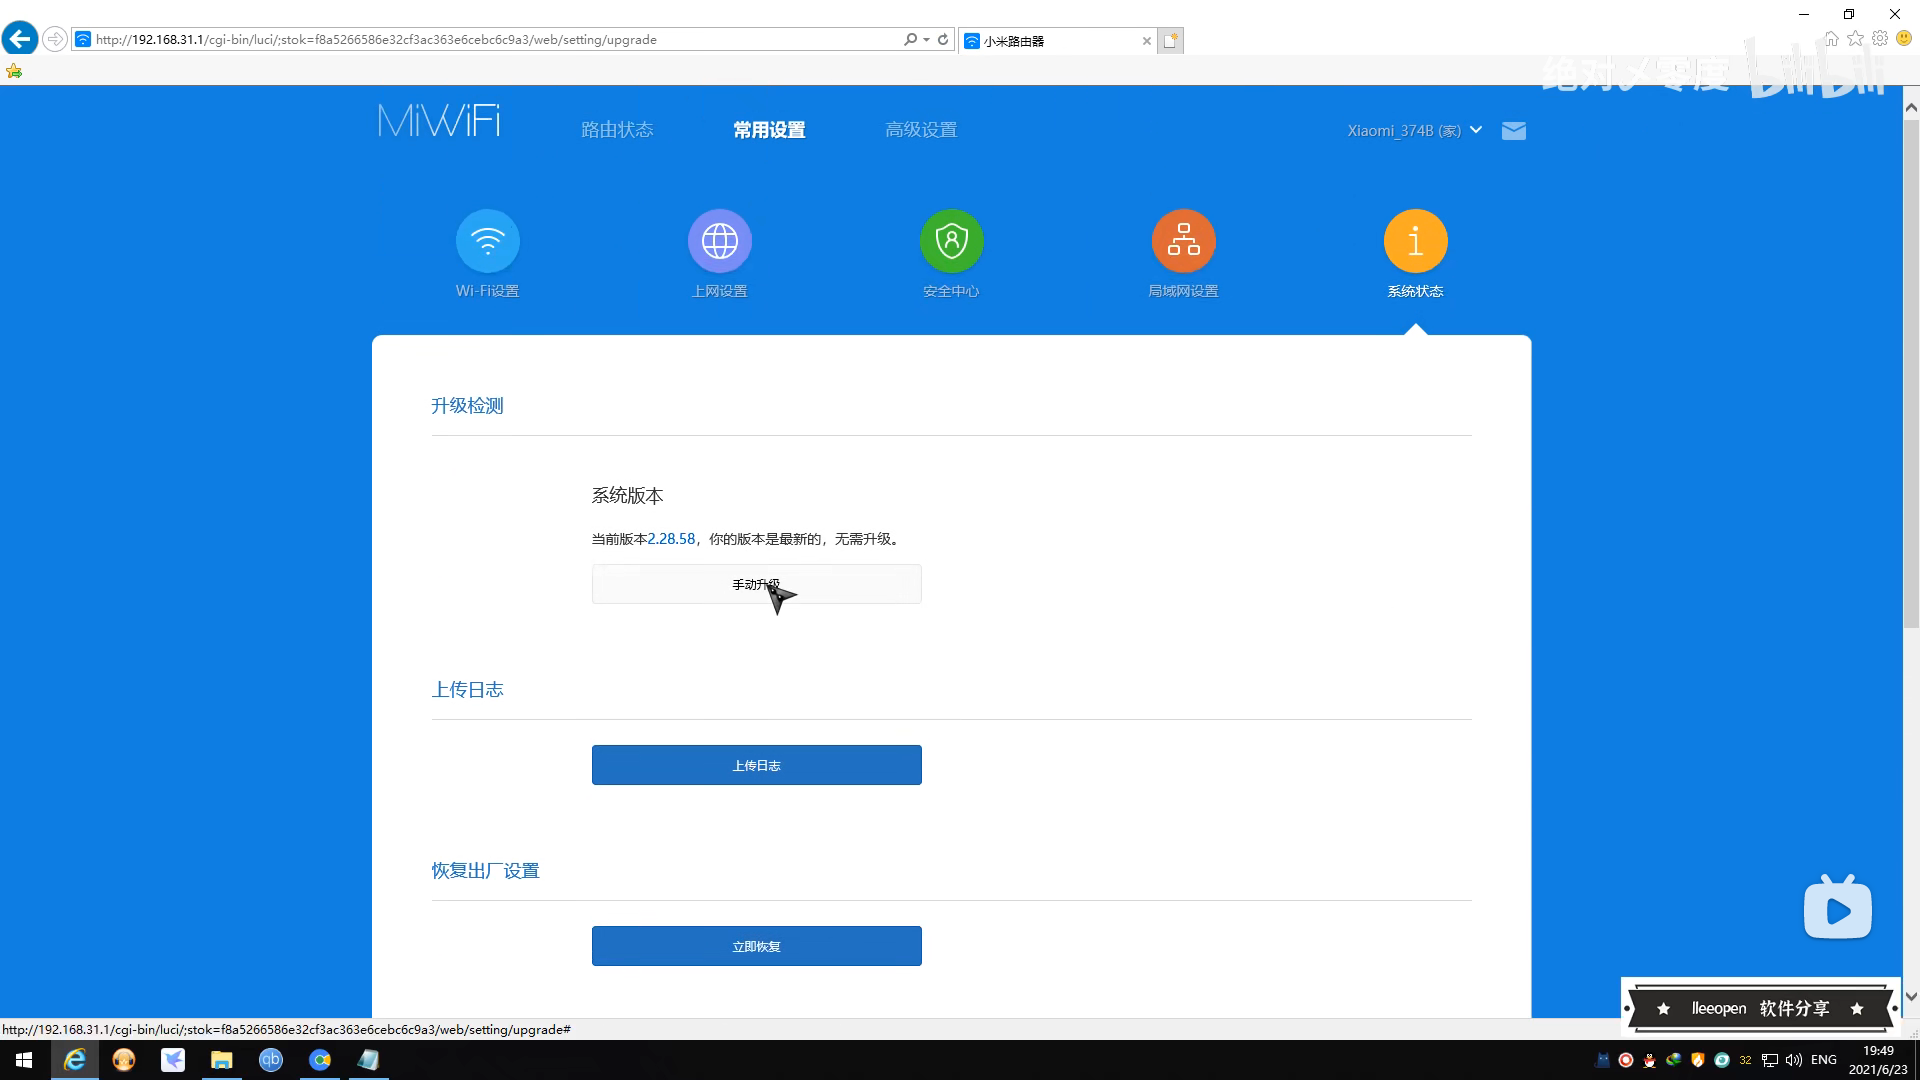 http://192.168.31.1/cgi-bin/luci/;stok=f8a5266586e32cf3ac363e6cebc6c9a3/web/setting/upgrade
小米路由器
绝对乄零度 bilibili
MiWiFi
路由状态
常用设置
高级设置
Xiaomi_374B (家)
Wi-Fi设置
上网设置
安全中心
局域网设置
系统状态
升级检测
系统版本
当前版本2.28.58，你的版本是最新的，无需升级。
手动升级
上传日志
上传日志
恢复出厂设置
立即恢复
lleeopen 软件分享
http://192.168.31.1/cgi-bin/luci/;stok=f8a5266586e32cf3ac363e6cebc6c9a3/web/setting/upgrade#
qb
32
ENG
19:49
2021/6/23